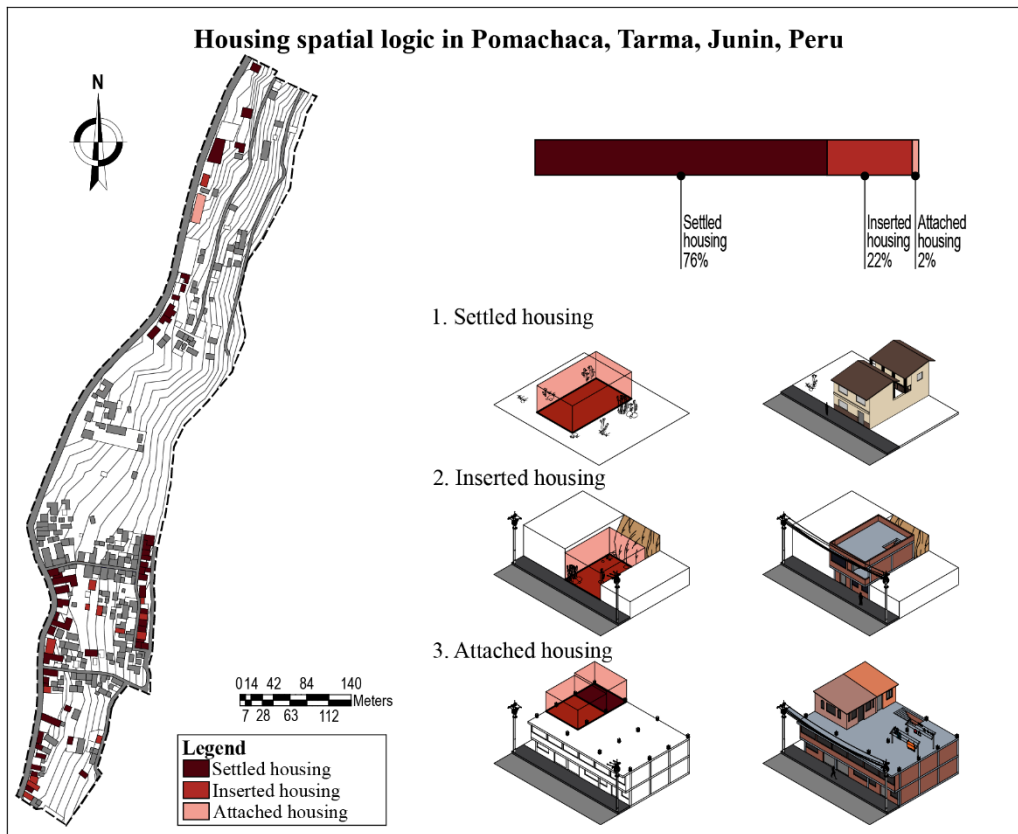 Housing spatial logic in Pomachaca, Tarma, Junin, Peru
N
Settled
housing
76%
Inserted
housing
22%
Attached
housing
2%
1. Settled housing
2. Inserted housing
3. Attached housing
0 14 42 84 140
Meters
7 28 63 112
Legend
Settled housing
Inserted housing
Attached housing